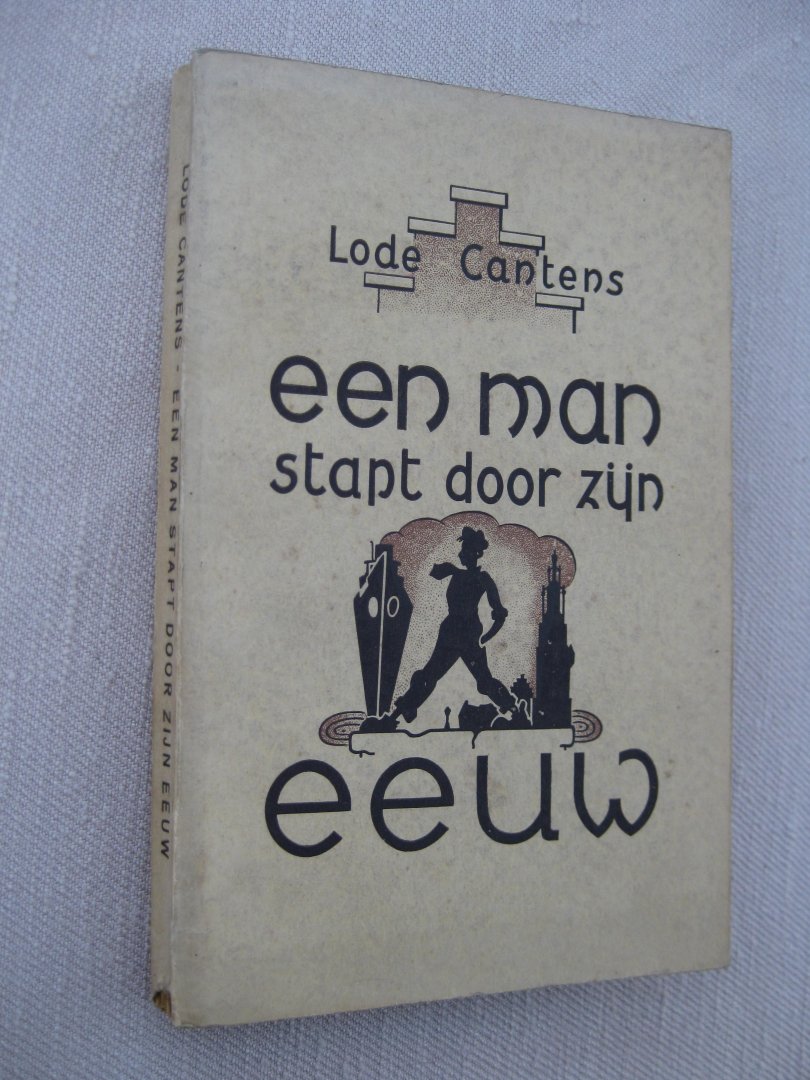 Lode Cantens
een man
stapt door zijn
eeuw
LODE CANTENS - EEN MAN STAPT DOOR ZIJN EEUW